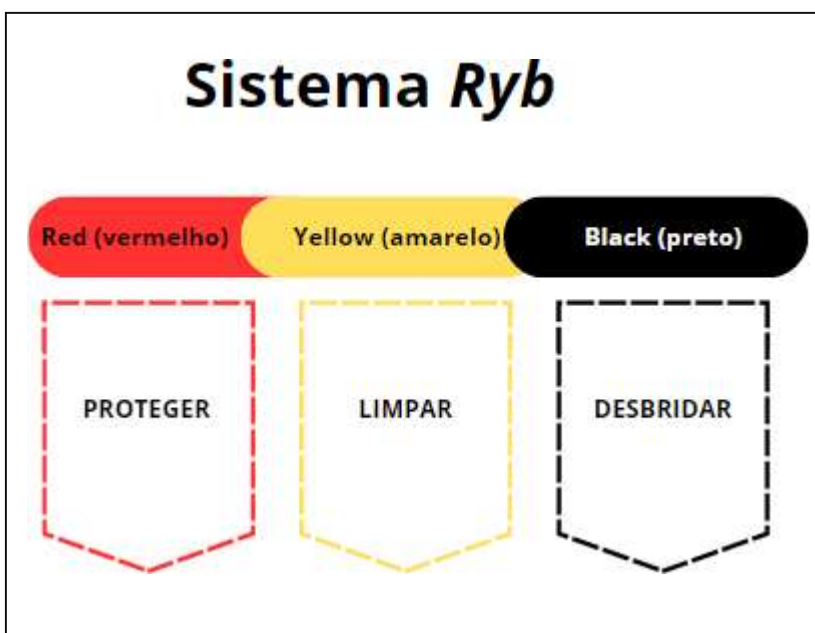 Sistema Ryb
Red (vermelho)
Yellow (amarelo)
Black (preto)
PROTEGER
LIMPAR
DESBRIDAR